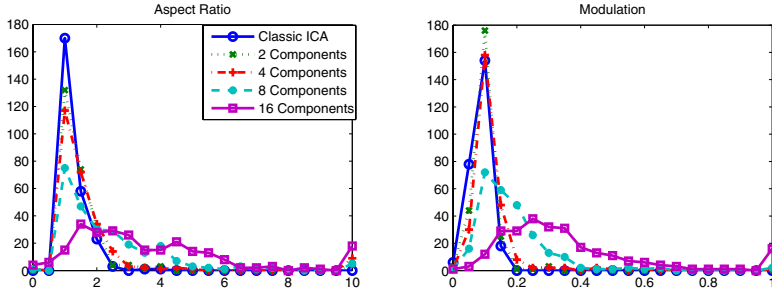 Aspect Ratio
180
160
140
120
100
80
60
40
20
0
0 2 4 6 8 10
Classic ICA
2 Components
4 Components
8 Components
16 Components
Modulation
180
160
140
120
100
80
60
40
20
0
0 0.2 0.4 0.6 0.8